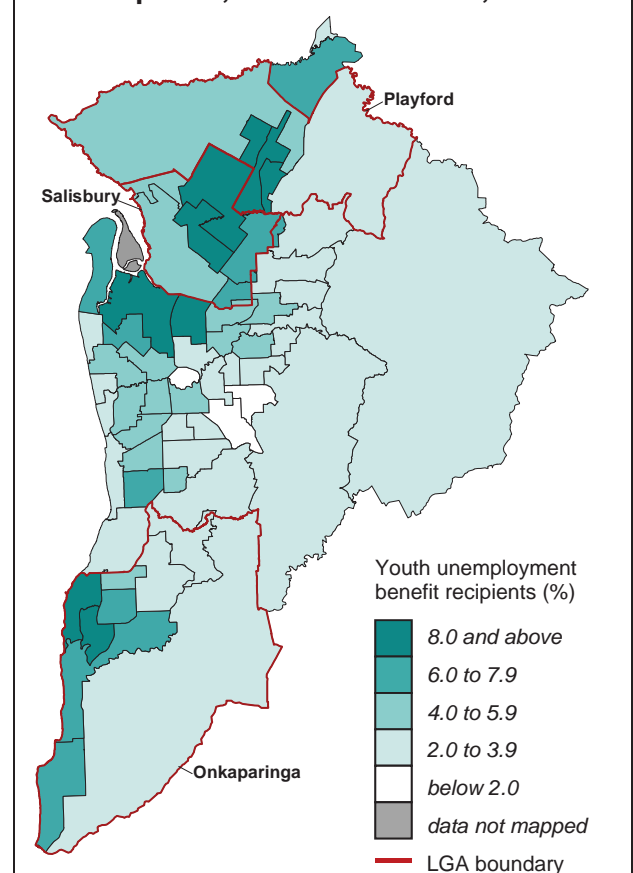 Playford
Salisbury
Youth unemployment
benefit recipients (%)
8.0 and above
6.0 to 7.9
4.0 to 5.9
2.0 to 3.9
below 2.0
data not mapped
Onkaparinga
LGA boundary